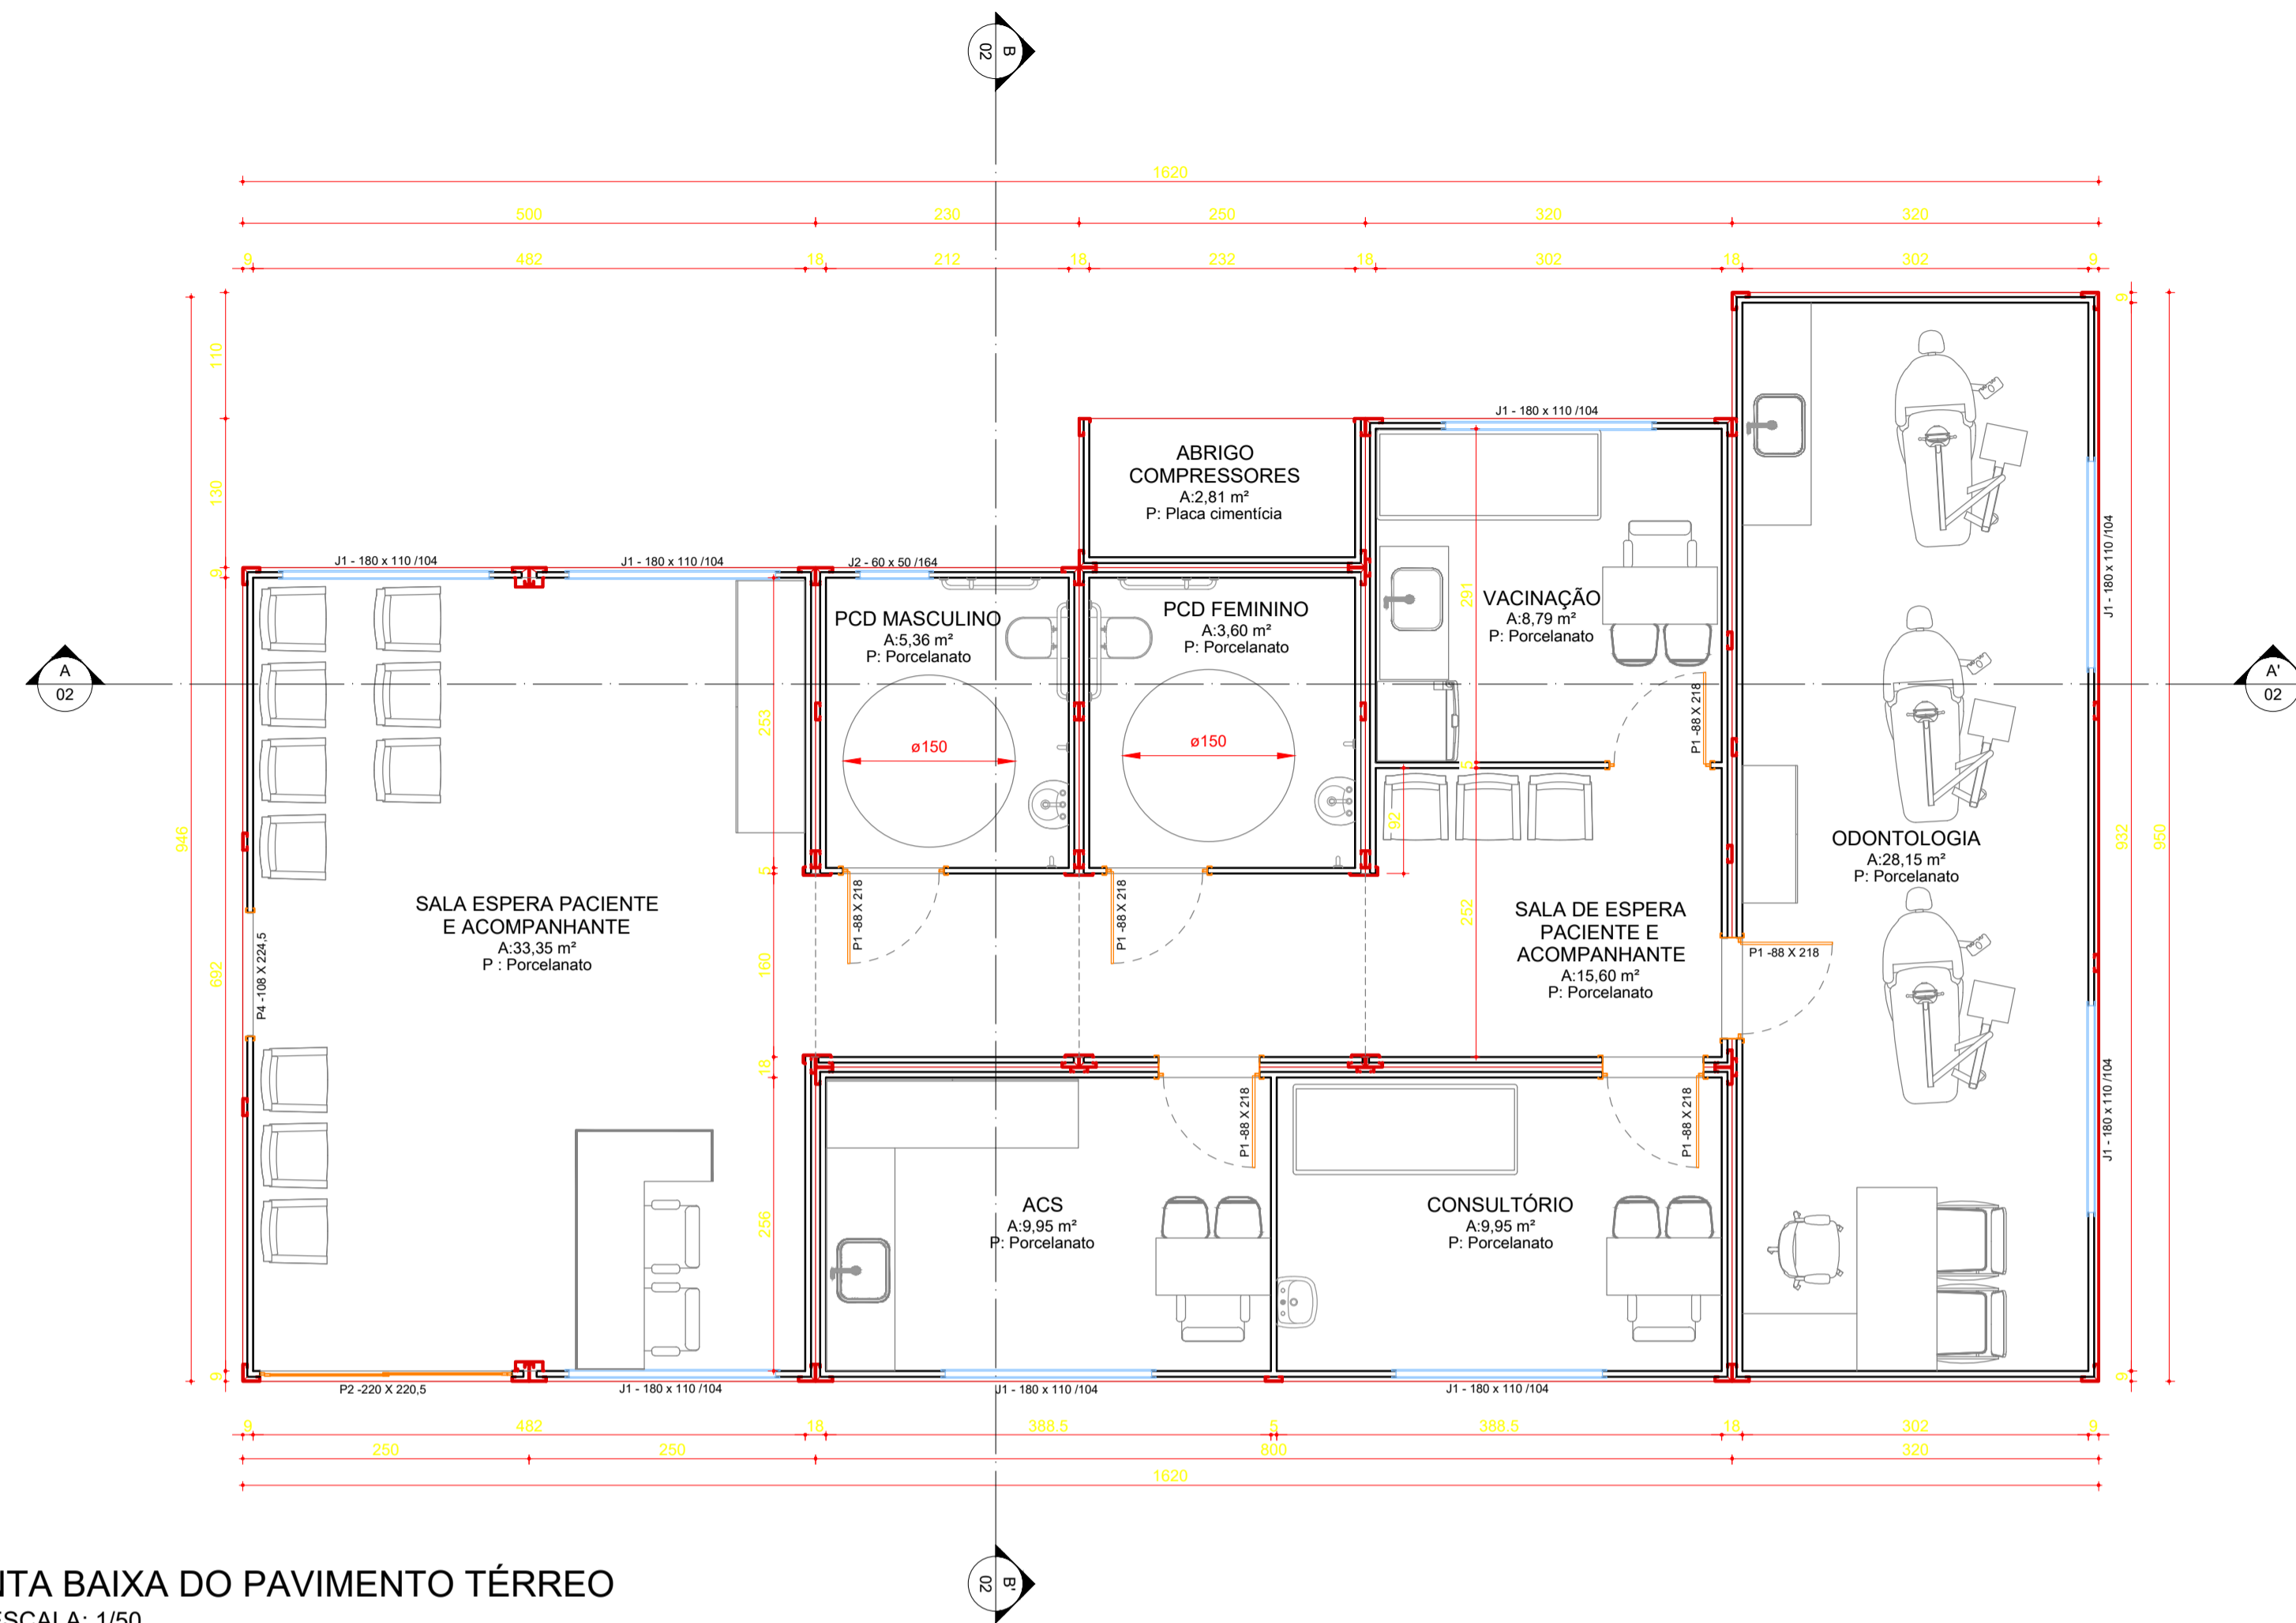 B
02
1620
500
230
250
320
320
9
482
18
212
18
232
18
302
18
302
9
110
130
9
946
692
9
9
932
950
9
J1 - 180 x 110 /104
J1 - 180 x 110 /104
J2 - 60 x 50 /164
J1 - 180 x 110 /104
J1 - 180 x 110 /104
J1 - 180 x 110 /104
ABRIGO
COMPRESSORES
A:2,81 m²
P: Placa cimentícia
PCD MASCULINO
A:5,36 m²
P: Porcelanato
PCD FEMININO
A:3,60 m²
P: Porcelanato
VACINAÇÃO
A:8,79 m²
P: Porcelanato
291
A
02
A'
02
253
ø150
ø150
P1 -88 X 218
5
92
ODONTOLOGIA
A:28,15 m²
P: Porcelanato
5
SALA ESPERA PACIENTE
E ACOMPANHANTE
A:33,35 m²
P : Porcelanato
P4 -108 X 224,5
P1 -88 X 218
P1 -88 X 218
160
252
SALA DE ESPERA
PACIENTE E
ACOMPANHANTE
A:15,60 m²
P: Porcelanato
P1 -88 X 218
18
P1 -88 X 218
P1 -88 X 218
256
ACS
A:9,95 m²
P: Porcelanato
CONSULTÓRIO
A:9,95 m²
P: Porcelanato
P2 -220 X 220,5
J1 - 180 x 110 /104
J1 - 180 x 110 /104
J1 - 180 x 110 /104
9
482
18
388.5
5
388.5
18
302
9
250
250
800
320
1620
B'
02
NTA BAIXA DO PAVIMENTO TÉRREO
ESCALA: 1/50